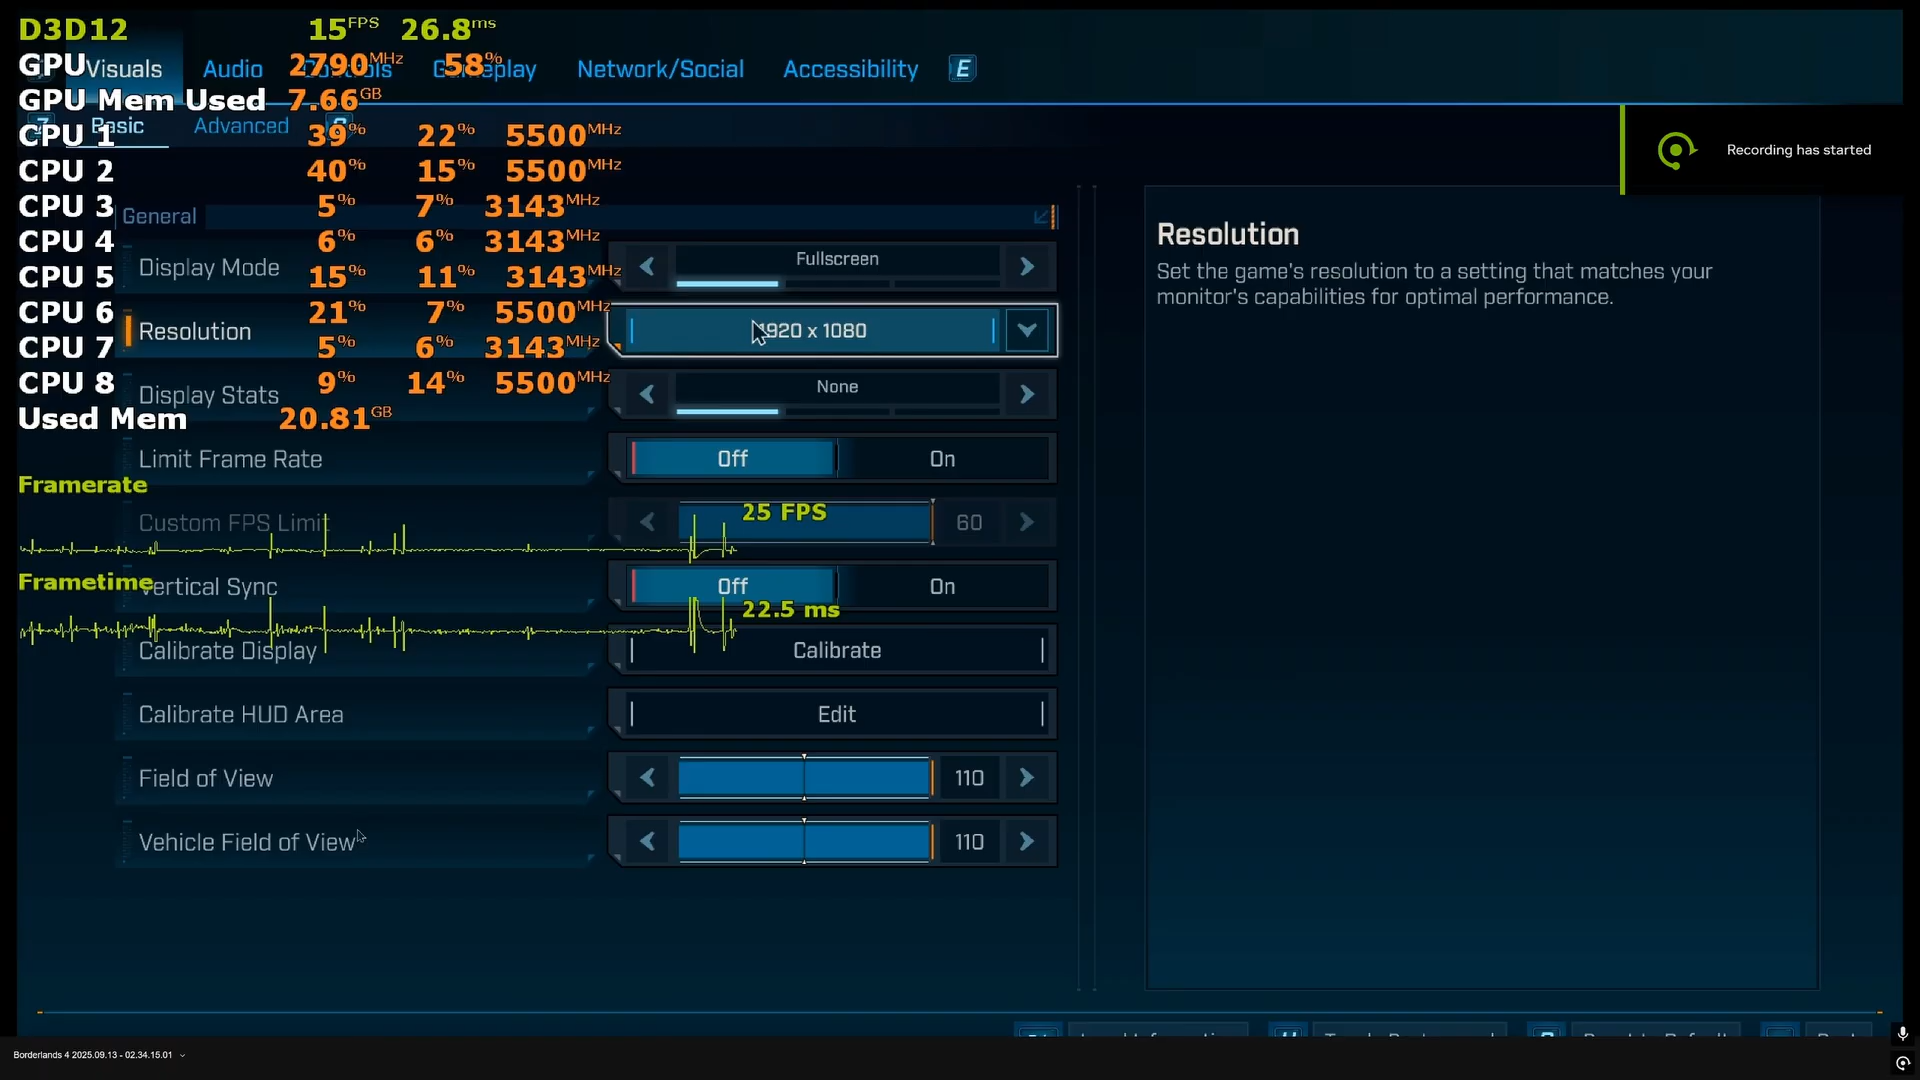 D3D12 15 FPS 26.8 ms
GPU 2790 MHz 58 %
Visuals Audio Controls Gameplay Network/Social Accessibility E
GPU Mem Used 7.66 GB
Basic Advanced
CPU 1 39 % 22 % 5500 MHz
CPU 2 40 % 15 % 5500 MHz
CPU 3 5 % 7 % 3143 MHz
CPU 4 6 % 6 % 3143 MHz
CPU 5 15 % 11 % 3143 MHz
CPU 6 21 % 7 % 5500 MHz
CPU 7 5 % 6 % 3143 MHz
CPU 8 9 % 14 % 5500 MHz
Used Mem 20.81 GB
Recording has started
General
Display Mode Fullscreen
Resolution 1920 x 1080
Display Stats None
Limit Frame Rate Off On
Framerate 25 FPS
Custom FPS Limit 60
Frametime 22.5 ms
Vertical Sync Off On
Calibrate Display Calibrate
Calibrate HUD Area Edit
Field of View 110
Vehicle Field of View 110
Resolution
Set the game's resolution to a setting that matches your
monitor's capabilities for optimal performance.
Borderlands 4 2025.09.13 - 02.34.15.01